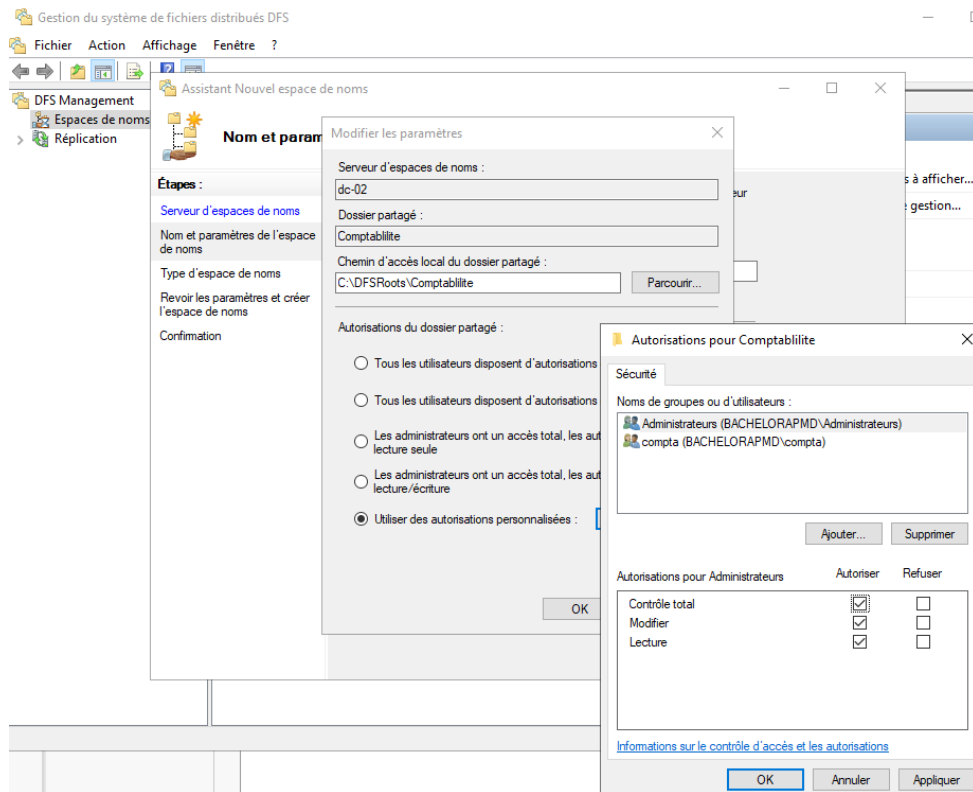 Gestion du système de fichiers distribués DFS
Fichier Action Affichage Fenêtre ?
DFS Management
Espaces de noms
Réplication
Assistant Nouvel espace de noms
Nom et param
Étapes :
Serveur d'espaces de noms
Nom et paramètres de l'espace
de noms
Type d'espace de noms
Revoir les paramètres et créer
l'espace de noms
Confirmation
Modifier les paramètres
Serveur d'espaces de noms :
dc-02
Dossier partagé :
Comptablilite
Chemin d'accès local du dossier partagé :
C:\DFSRoots\Comptablilite
Parcourir...
Autorisations du dossier partagé :
Tous les utilisateurs disposent d'autorisations
Tous les utilisateurs disposent d'autorisations
Les administrateurs ont un accès total, les aut
lecture seule
Les administrateurs ont un accès total, les aut
lecture/écriture
Utiliser des autorisations personnalisées :
OK
eur
s à afficher...
gestion...
Autorisations pour Comptablilite
Sécurité
Noms de groupes ou d'utilisateurs :
Administrateurs (BACHELORAPMD\Administrateurs)
compta (BACHELORAPMD\compta)
Ajouter... Supprimer
Autorisations pour Administrateurs Autoriser Refuser
Contrôle total
Modifier
Lecture
Informations sur le contrôle d'accès et les autorisations
OK Annuler Appliquer